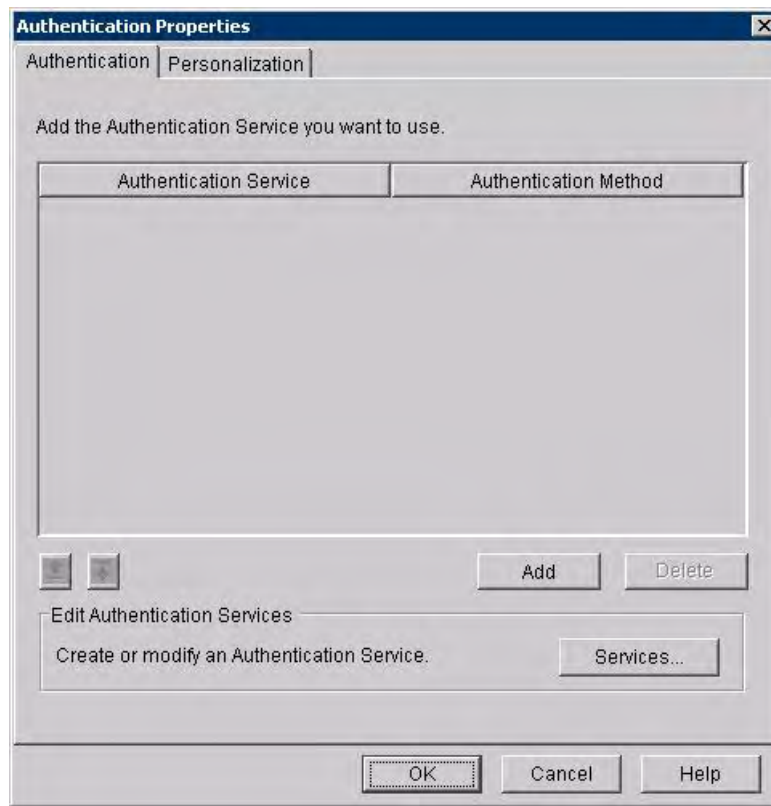 Authentication Properties
Authentication Personalization
Add the Authentication Service you want to use.
Authentication Service Authentication Method
Add Delete
Edit Authentication Services
Create or modify an Authentication Service. Services...
OK Cancel Help